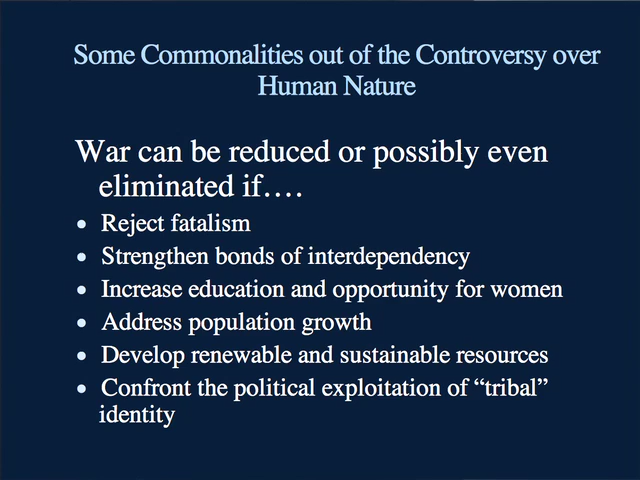 Some Commonalities out of the Controversy over
Human Nature
War can be reduced or possibly even
eliminated if….
• Reject fatalism
• Strengthen bonds of interdependency
• Increase education and opportunity for women
• Address population growth
• Develop renewable and sustainable resources
• Confront the political exploitation of “tribal”
identity